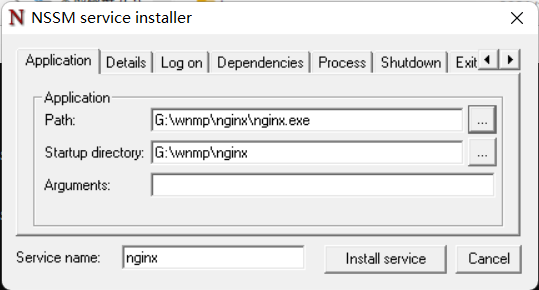 NSSM service installer
Application Details Log on Dependencies Process Shutdown Exit
Application
Path: G:\wnmp\nginx\nginx.exe ...
Startup directory: G:\wnmp\nginx ...
Arguments:
Service name: nginx Install service Cancel